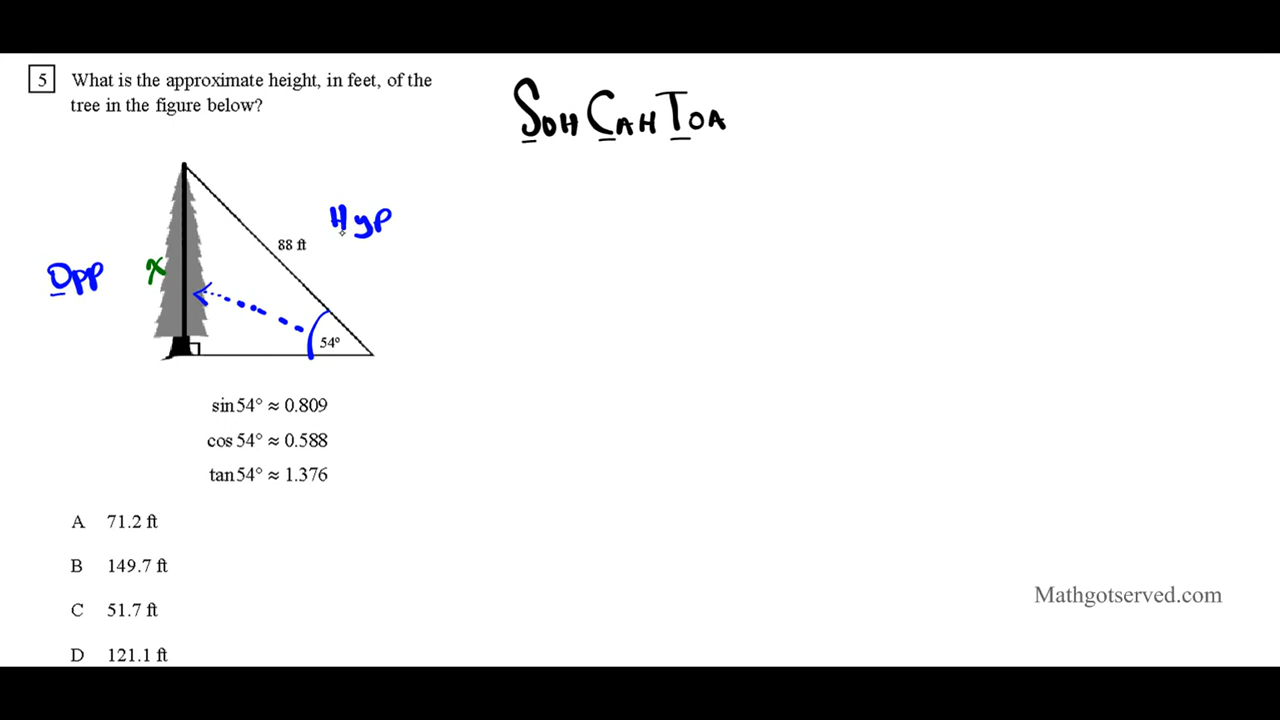 5 What is the approximate height, in feet, of the
tree in the figure below?
SOH CAH TOA
Hyp
88 ft
Opp
x
54°
sin 54° ≈ 0.809
cos 54° ≈ 0.588
tan 54° ≈ 1.376
A 71.2 ft
B 149.7 ft
C 51.7 ft
D 121.1 ft
Mathgotserved.com